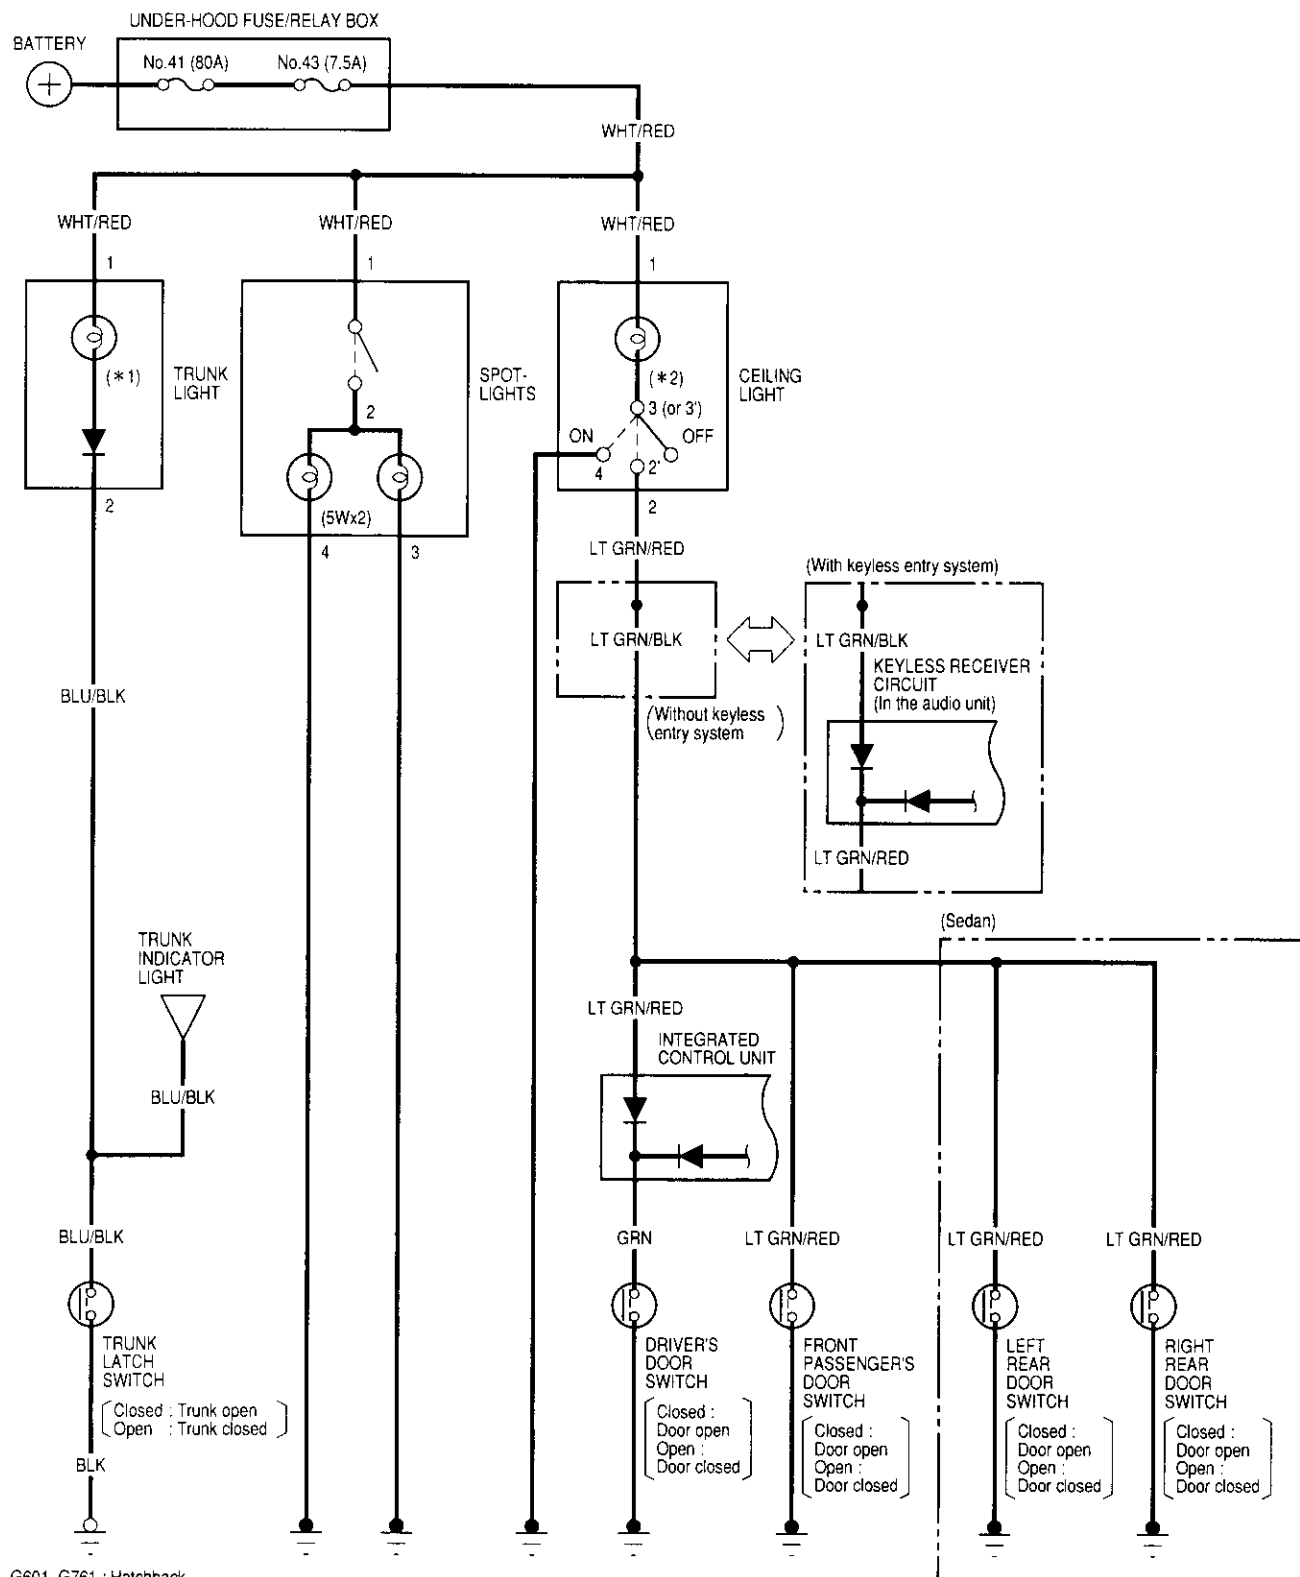 UNDER-HOOD FUSE/RELAY BOX
BATTERY
No.41 (80A)
No.43 (7.5A)
+
WHT/RED
WHT/RED
WHT/RED
WHT/RED
1
1
1
(*1)
TRUNK
LIGHT
2
2
SPOT-
LIGHTS
(5Wx2)
4
3
(*2)
CEILING
LIGHT
3 (or 3')
ON
OFF
4
2'
2
LT GRN/RED
LT GRN/BLK
(Without keyless
entry system)
(With keyless entry system)
LT GRN/BLK
KEYLESS RECEIVER
CIRCUIT
(In the audio unit)
LT GRN/RED
BLU/BLK
TRUNK
INDICATOR
LIGHT
BLU/BLK
(Sedan)
LT GRN/RED
INTEGRATED
CONTROL UNIT
BLU/BLK
GRN
LT GRN/RED
LT GRN/RED
LT GRN/RED
TRUNK
LATCH
SWITCH
(Closed : Trunk open
Open : Trunk closed)
BLK
DRIVER'S
DOOR
SWITCH
(Closed :
Door open
Open :
Door closed)
FRONT
PASSENGER'S
DOOR
SWITCH
(Closed :
Door open
Open :
Door closed)
LEFT
REAR
DOOR
SWITCH
(Closed :
Door open
Open :
Door closed)
RIGHT
REAR
DOOR
SWITCH
(Closed :
Door open
Open :
Door closed)
G601, G761 : Hatchback